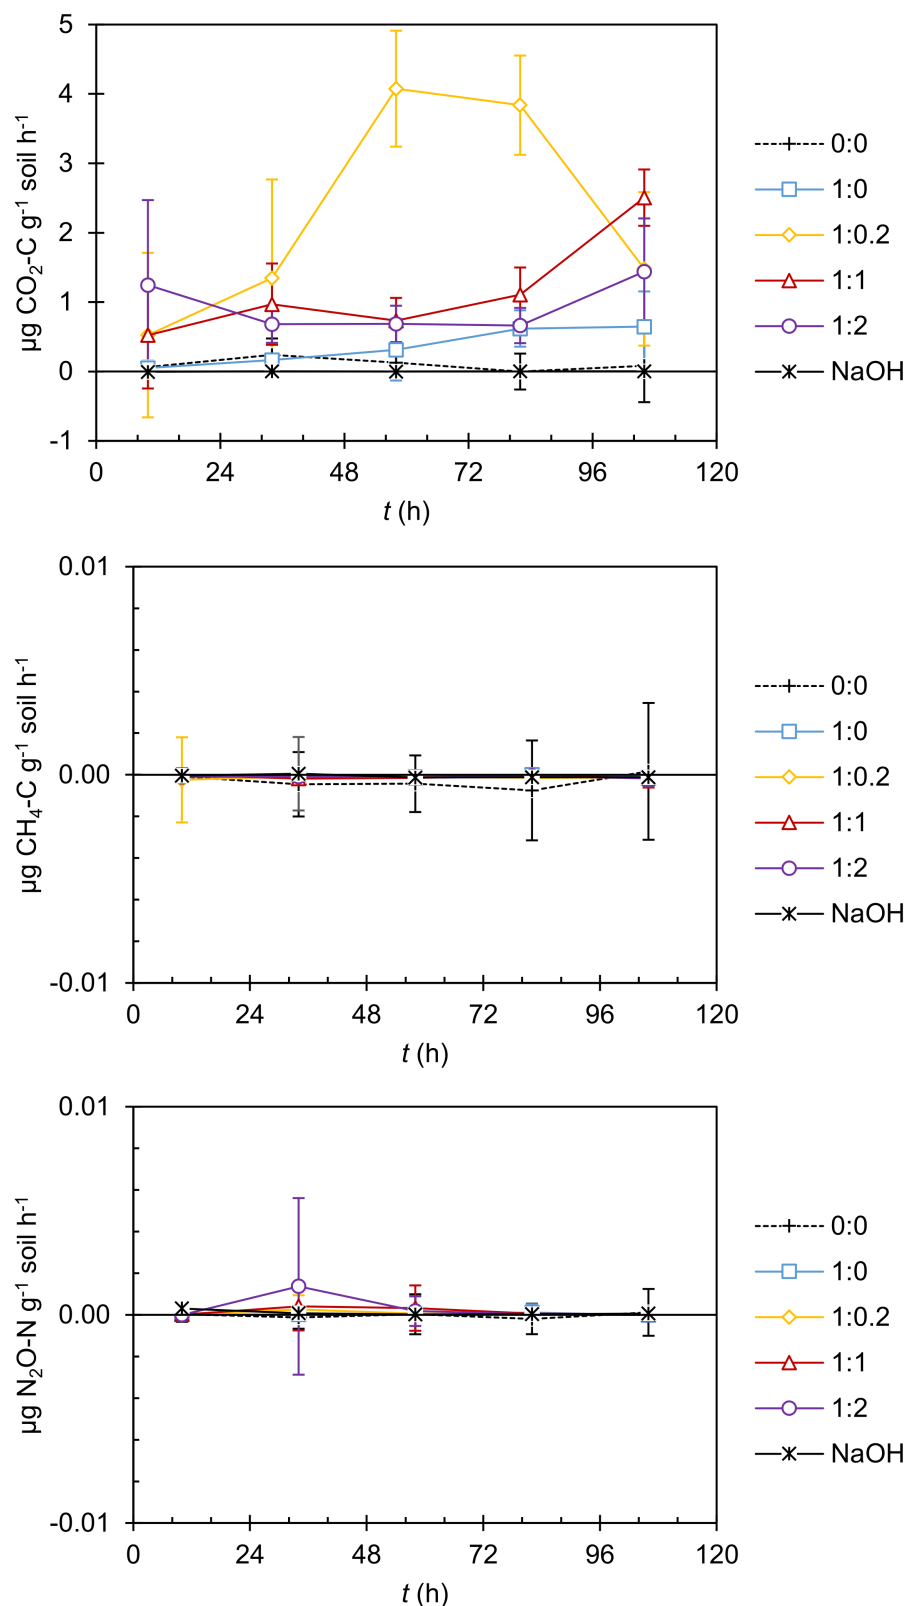 5
4
3
2
1
0
-1
µg CO₂-C g⁻¹ soil h⁻¹
0 24 48 72 96 120
t (h)
0:0
1:0
1:0.2
1:1
1:2
NaOH
0.01
0.00
-0.01
µg CH₄-C g⁻¹ soil h⁻¹
0 24 48 72 96 120
t (h)
0:0
1:0
1:0.2
1:1
1:2
NaOH
0.01
0.00
-0.01
µg N₂O-N g⁻¹ soil h⁻¹
0 24 48 72 96 120
t (h)
0:0
1:0
1:0.2
1:1
1:2
NaOH